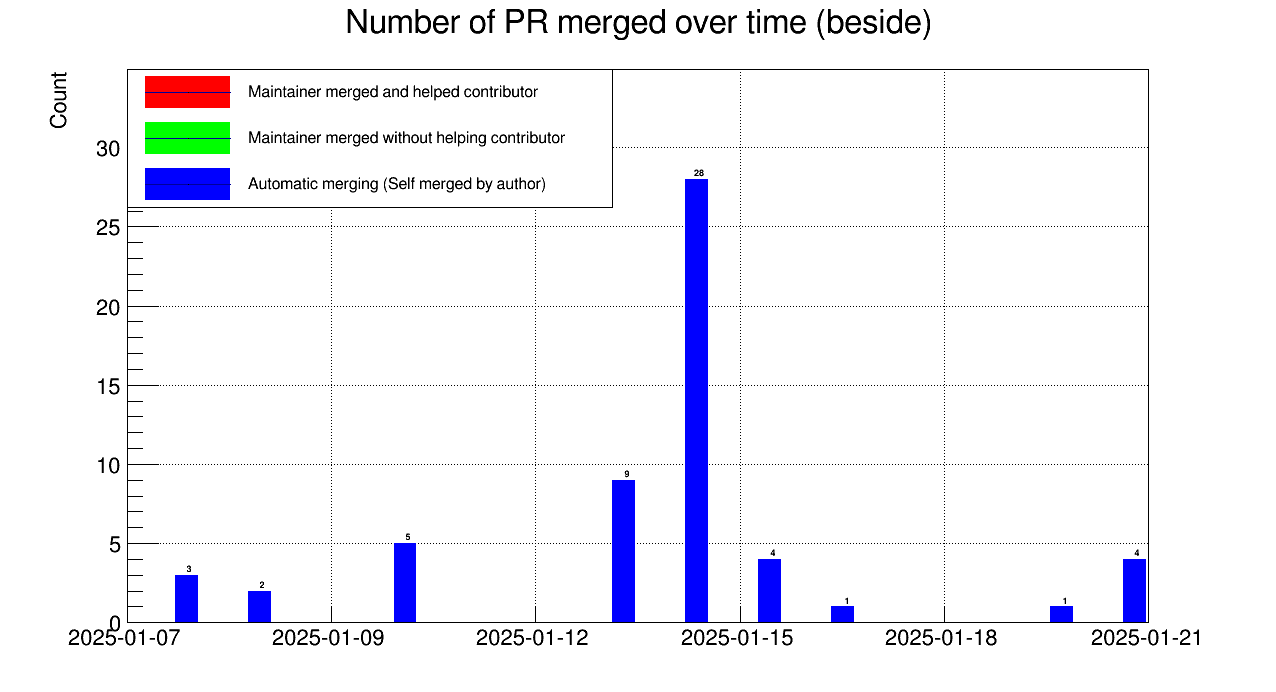 Number of PR merged over time (beside)
Count
Maintainer merged and helped contributor
Maintainer merged without helping contributor
Automatic merging (Self merged by author)
30
25
20
15
10
5
0
28
9
5
4
4
3
2
1
1
2025-01-07 2025-01-09 2025-01-12 2025-01-15 2025-01-18 2025-01-21